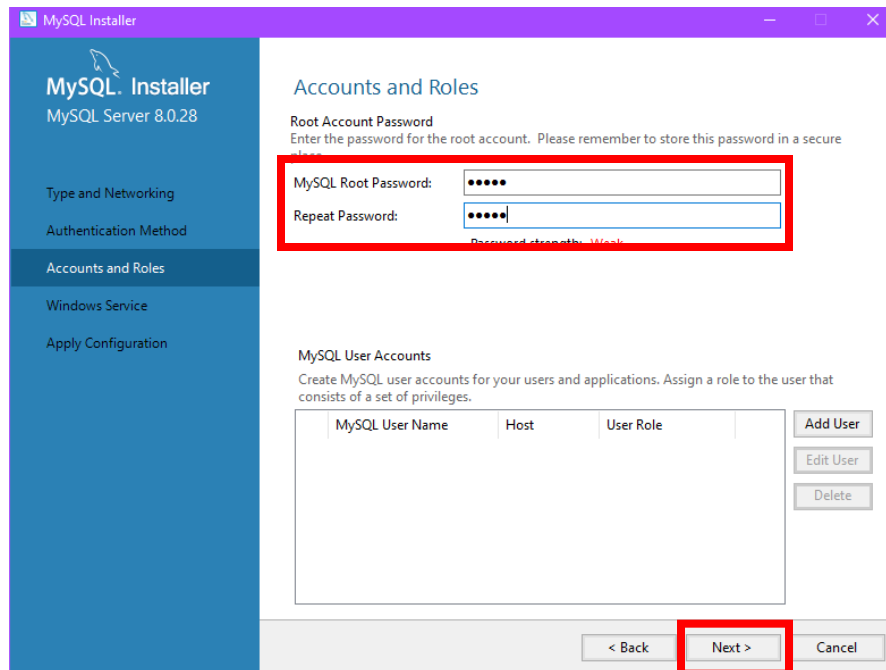 MySQL Installer
MySQL. Installer
MySQL Server 8.0.28
Type and Networking
Authentication Method
Accounts and Roles
Windows Service
Apply Configuration
Accounts and Roles
Root Account Password
Enter the password for the root account. Please remember to store this password in a secure
place.
MySQL Root Password: •••••
Repeat Password: •••••
Password strength: Weak
MySQL User Accounts
Create MySQL user accounts for your users and applications. Assign a role to the user that
consists of a set of privileges.
MySQL User Name Host User Role
Add User
Edit User
Delete
< Back Next > Cancel